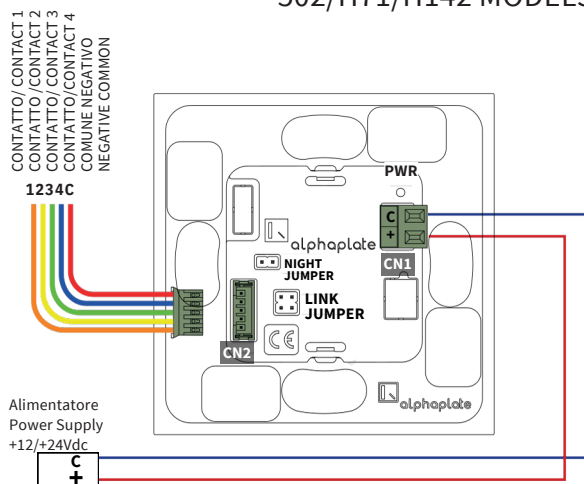 502/H71/H142 MODELS
CONTATTO/ CONTACT 1
CONTATTO /CONTACT 2
CONTATTO/ CONTACT 3
CONTATTO/CONTACT 4
COMUNE NEGATIVO
NEGATIVE COMMON
1234C
PWR
C
+
alphaplate
CN1
NIGHT
JUMPER
LINK
JUMPER
CE
CN2
alphaplate
Alimentatore
Power Supply
+12/+24Vdc
C
+